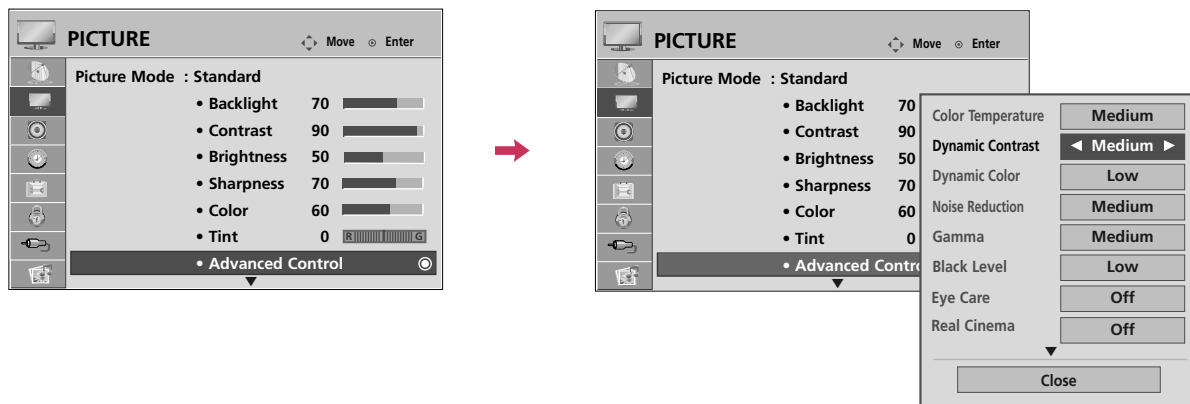 PICTURE Move Enter
Picture Mode : Standard
• Backlight 70
• Contrast 90
• Brightness 50
• Sharpness 70
• Color 60
• Tint 0 R G
• Advanced Control
PICTURE Move Enter
Picture Mode : Standard
• Backlight 70
• Contrast 90
• Brightness 50
• Sharpness 70
• Color 60
• Tint 0
• Advanced Contro
Color Temperature Medium
Dynamic Contrast ◄ Medium ►
Dynamic Color Low
Noise Reduction Medium
Gamma Medium
Black Level Low
Eye Care Off
Real Cinema Off
Close